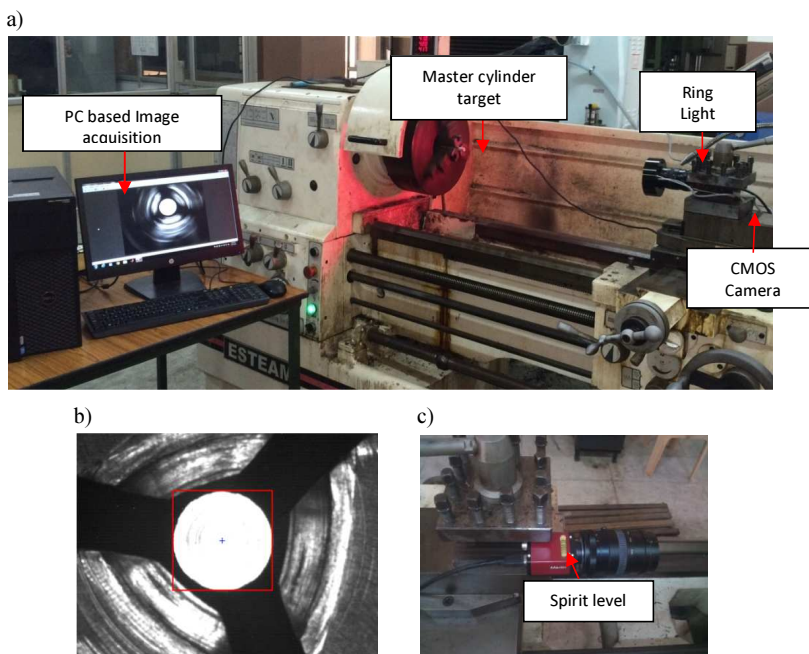 a)
Master cylinder
target
Ring
Light
PC based Image
acquisition
CMOS
Camera
ESTEAM
b)
c)
Spirit level